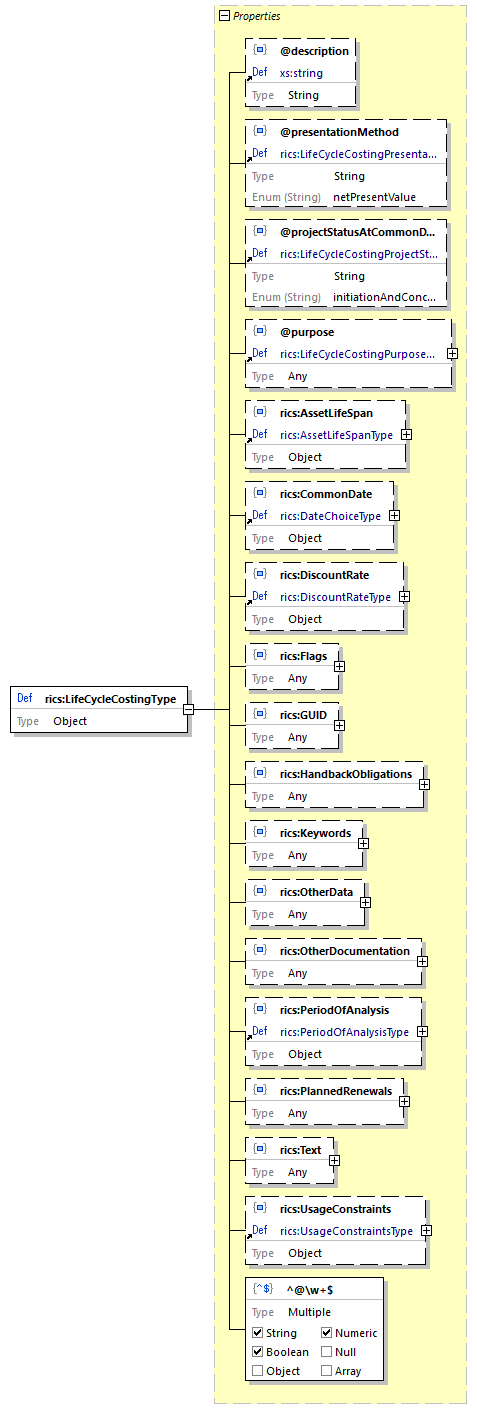 Properties
@description
Def xs:string
Type String
@presentationMethod
Def rics:LifeCycleCostingPresenta...
Type String
Enum (String) netPresentValue
@projectStatusAtCommonD...
Def rics:LifeCycleCostingProjectSt...
Type String
Enum (String) initiationAndConc...
@purpose
Def rics:LifeCycleCostingPurpose...
Type Any
rics:AssetLifeSpan
Def rics:AssetLifeSpanType
Type Object
rics:CommonDate
Def rics:DateChoiceType
Type Object
rics:DiscountRate
Def rics:DiscountRateType
Type Object
rics:Flags
Type Any
Def rics:LifeCycleCostingType
Type Object
rics:GUID
Type Any
rics:HandbackObligations
Type Any
rics:Keywords
Type Any
rics:OtherData
Type Any
rics:OtherDocumentation
Type Any
rics:PeriodOfAnalysis
Def rics:PeriodOfAnalysisType
Type Object
rics:PlannedRenewals
Type Any
rics:Text
Type Any
rics:UsageConstraints
Def rics:UsageConstraintsType
Type Object
{^$} ^@\w+$
Type Multiple
String Numeric
Boolean Null
Object Array